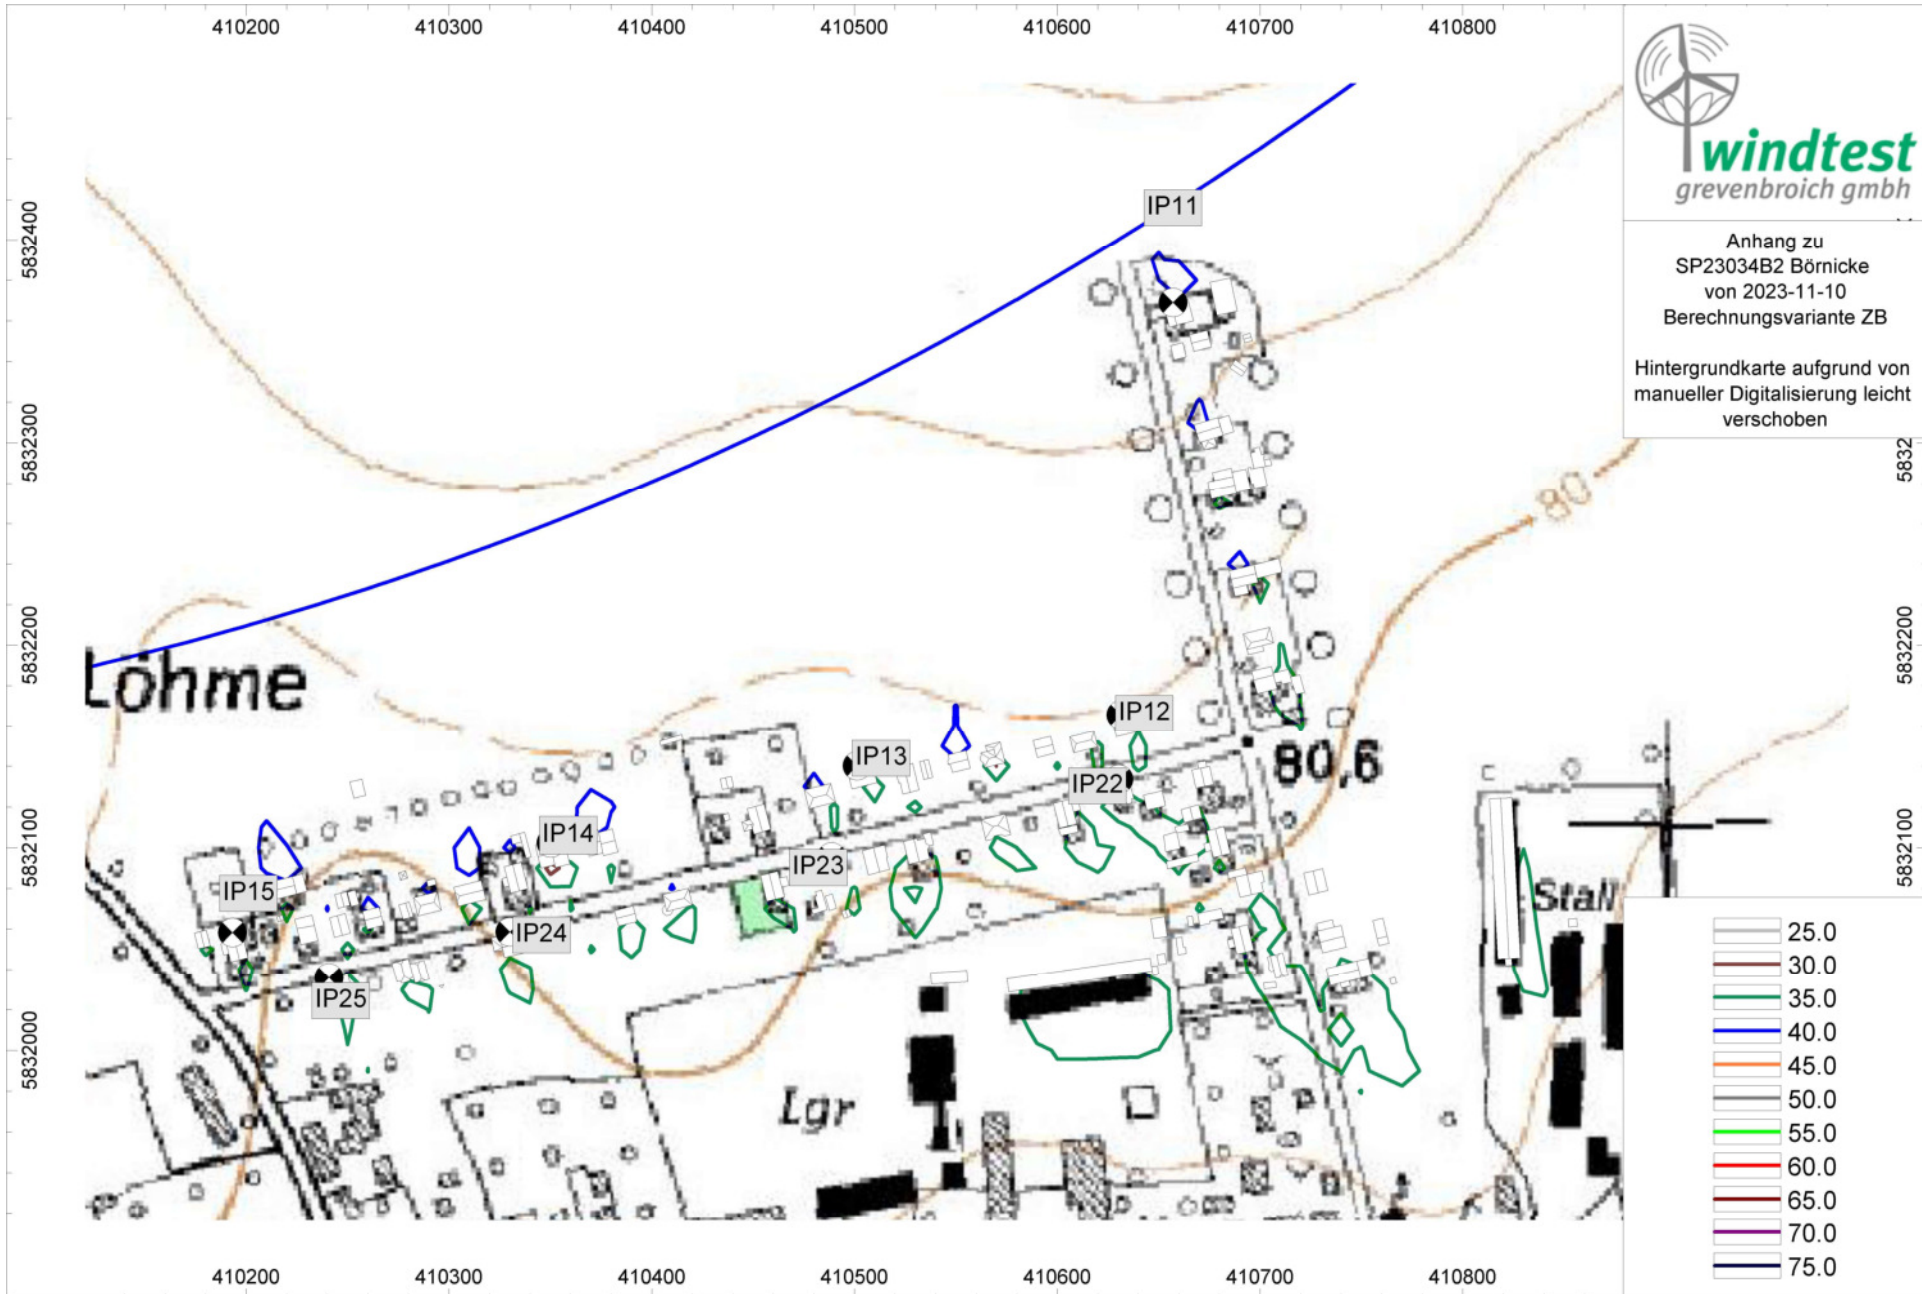 410200 410300 410400 410500 410600 410700 410800
windtest
grevenbroich gmbh
Anhang zu
SP23034B2 Börnicke
von 2023-11-10
Berechnungsvariante ZB
Hintergrundkarte aufgrund von
manueller Digitalisierung leicht
verschoben
5832400
5832300
5832
5832200
5832200
5832100
5832100
5832000
IP11
80
Löhme
IP12
IP13
80,6
IP22
IP14
IP23
IP15
Stall
IP24
IP25
Lgr
25.0
30.0
35.0
40.0
45.0
50.0
55.0
60.0
65.0
70.0
75.0
410200 410300 410400 410500 410600 410700 410800